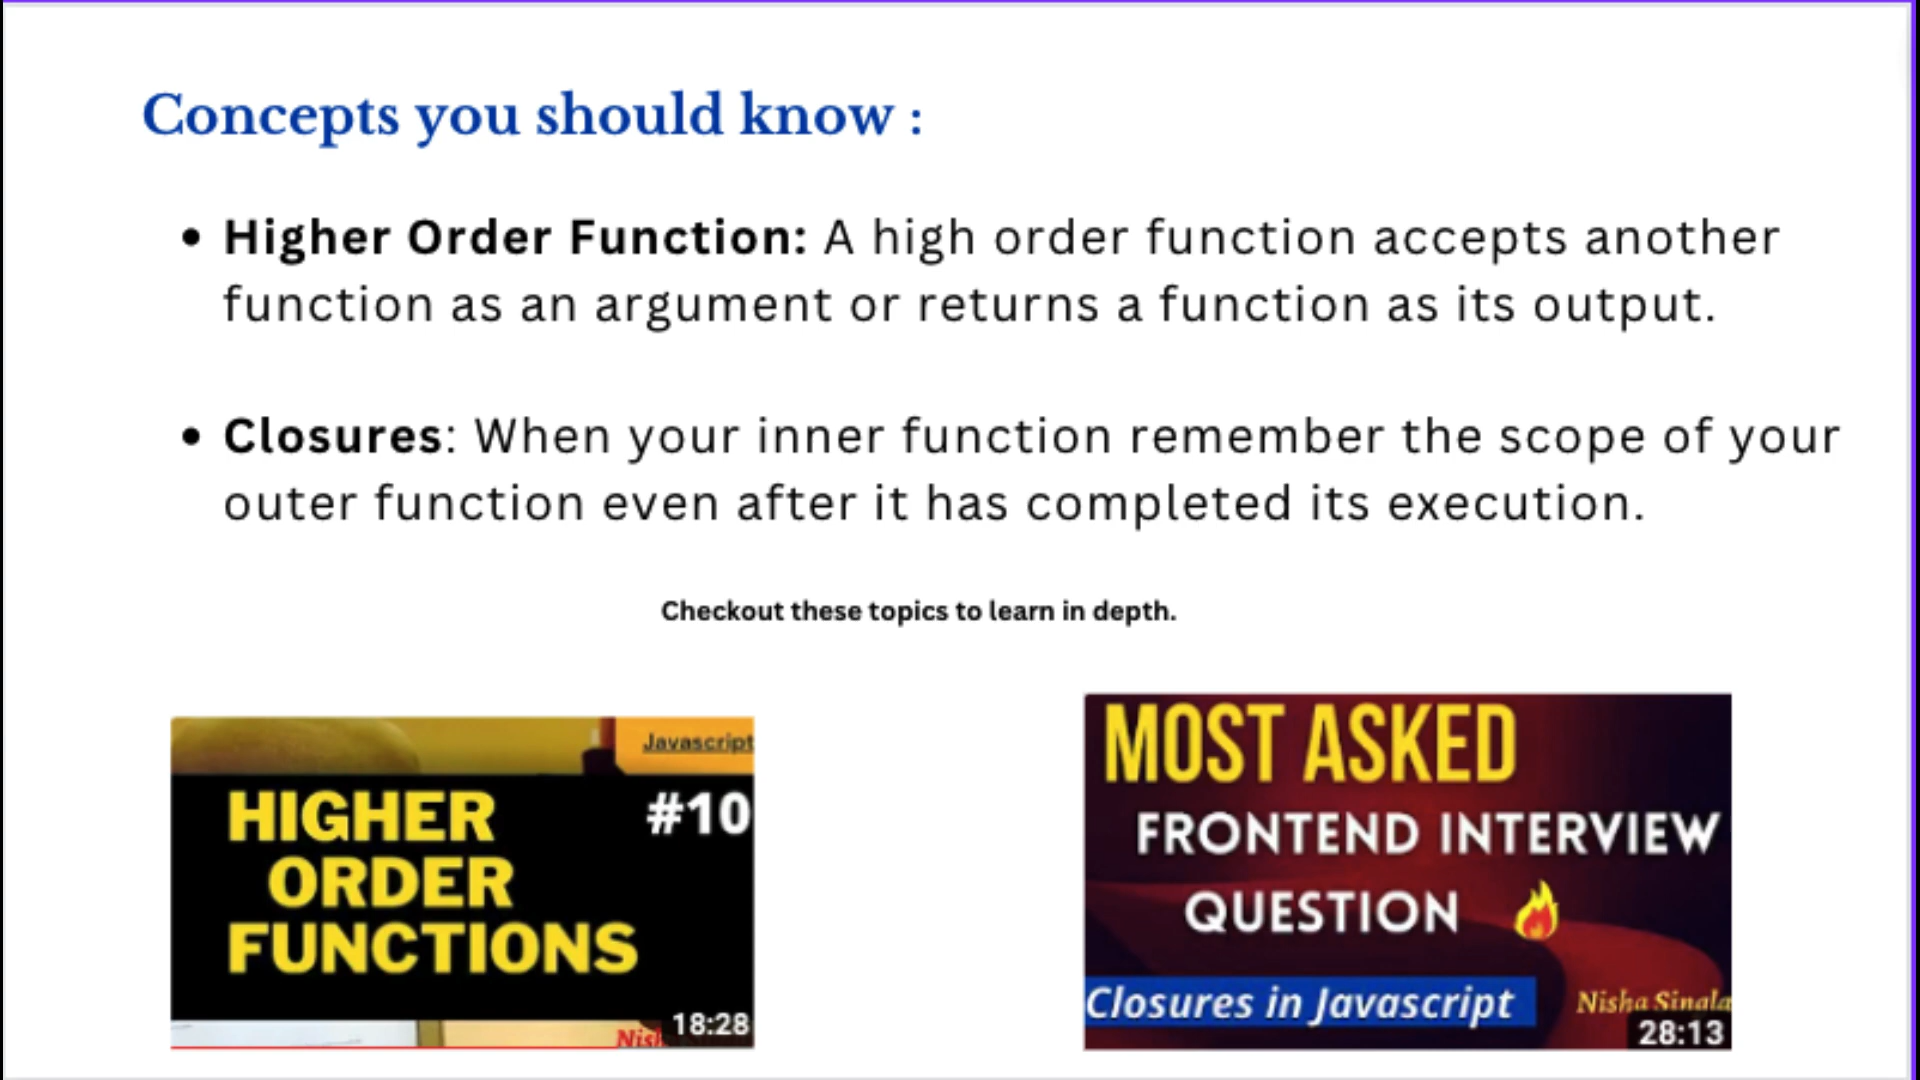 Concepts you should know :
• Higher Order Function: A high order function accepts another
function as an argument or returns a function as its output.
• Closures: When your inner function remember the scope of your
outer function even after it has completed its execution.
Checkout these topics to learn in depth.
Javascript
HIGHER
#10
ORDER
FUNCTIONS
18:28
MOST ASKED
FRONTEND INTERVIEW
QUESTION 🔥
Closures in Javascript
Nisha Singla
28:13